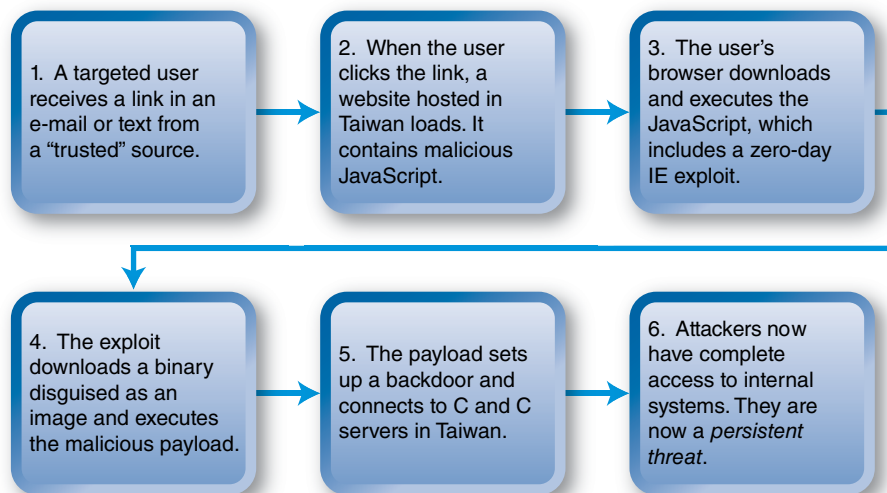 1. A targeted user
receives a link in an
e-mail or text from
a “trusted” source.
2. When the user
clicks the link, a
website hosted in
Taiwan loads. It
contains malicious
JavaScript.
3. The user’s
browser downloads
and executes the
JavaScript, which
includes a zero-day
IE exploit.
4. The exploit
downloads a binary
disguised as an
image and executes
the malicious payload.
5. The payload sets
up a backdoor and
connects to C and C
servers in Taiwan.
6. Attackers now
have complete
access to internal
systems. They are
now a persistent
threat.